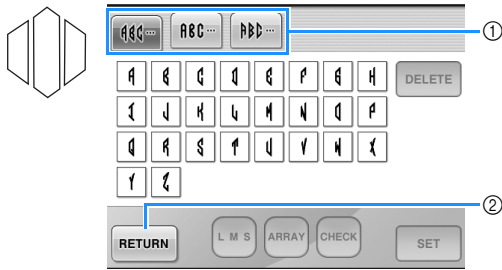 ABC... ABC... ABC... ①
A B C D E F G H DELETE
I J K L M N O P
Q R S T U V W X
Y Z
②
RETURN L M S ARRAY CHECK SET